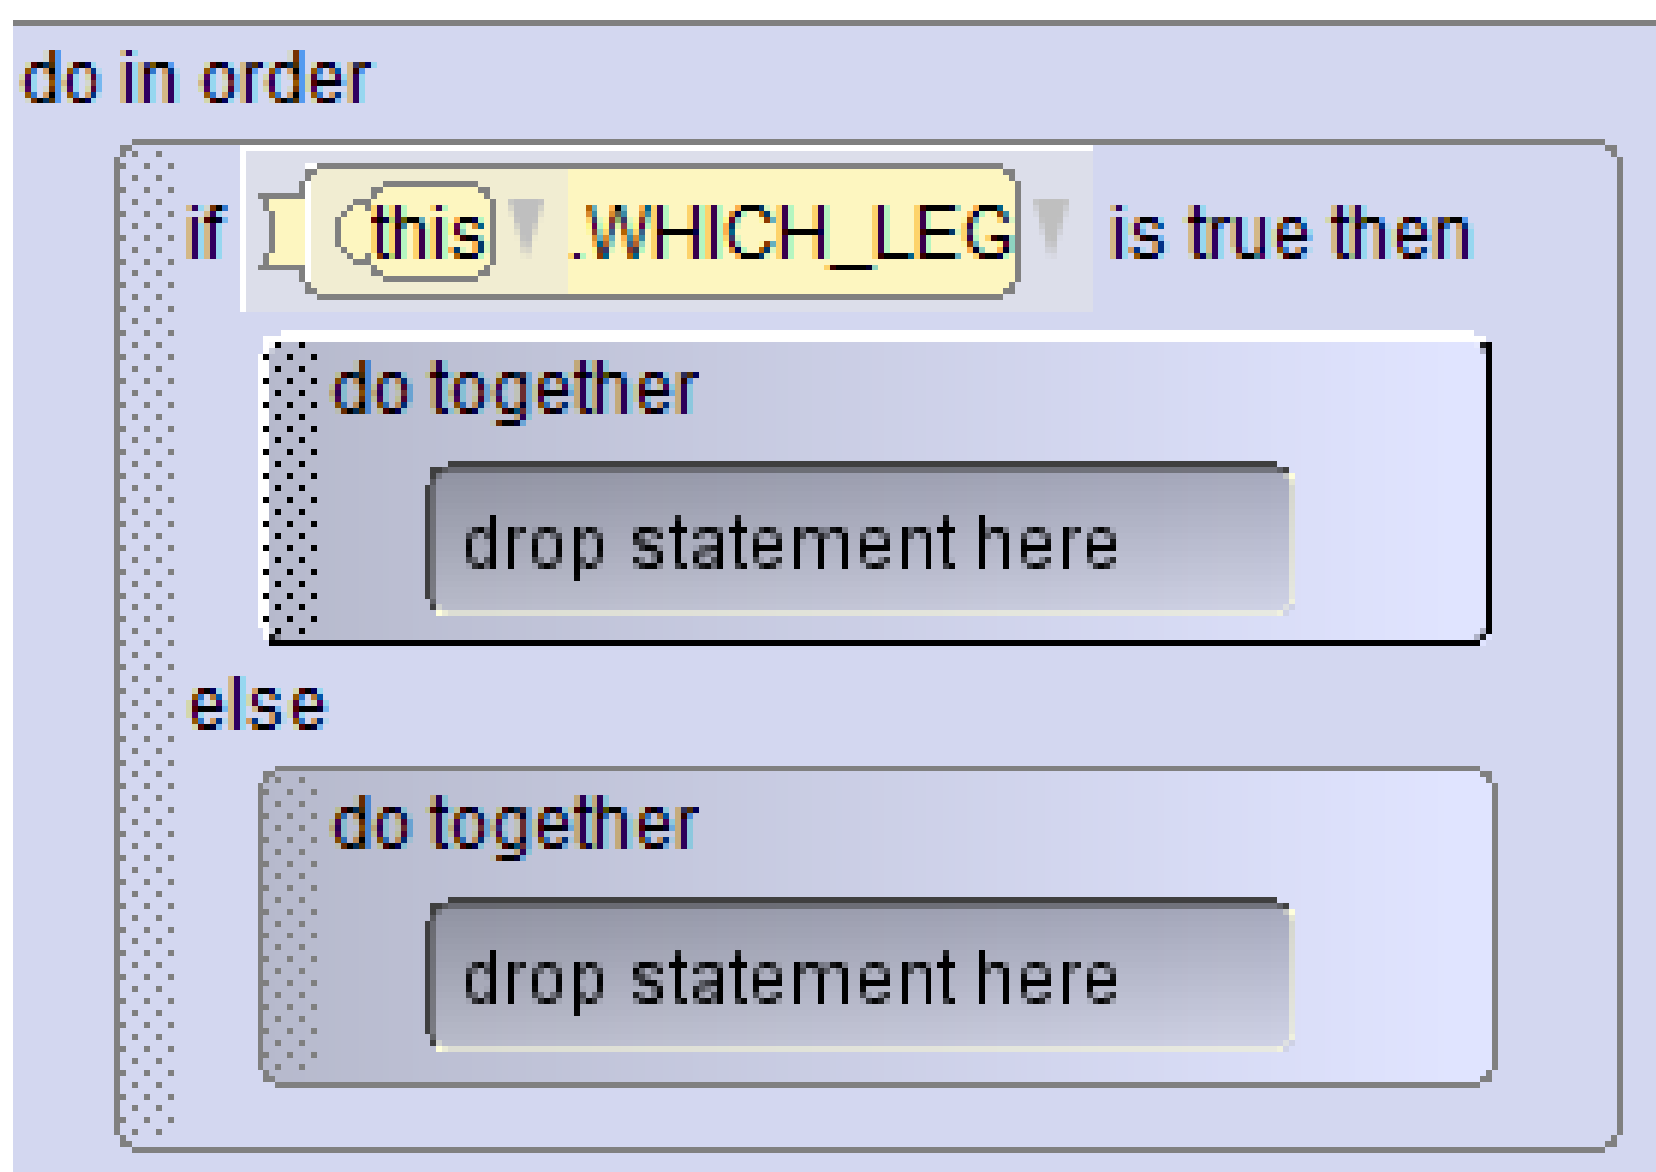 do in order
if this .WHICH_LEG is true then
do together
drop statement here
else
do together
drop statement here